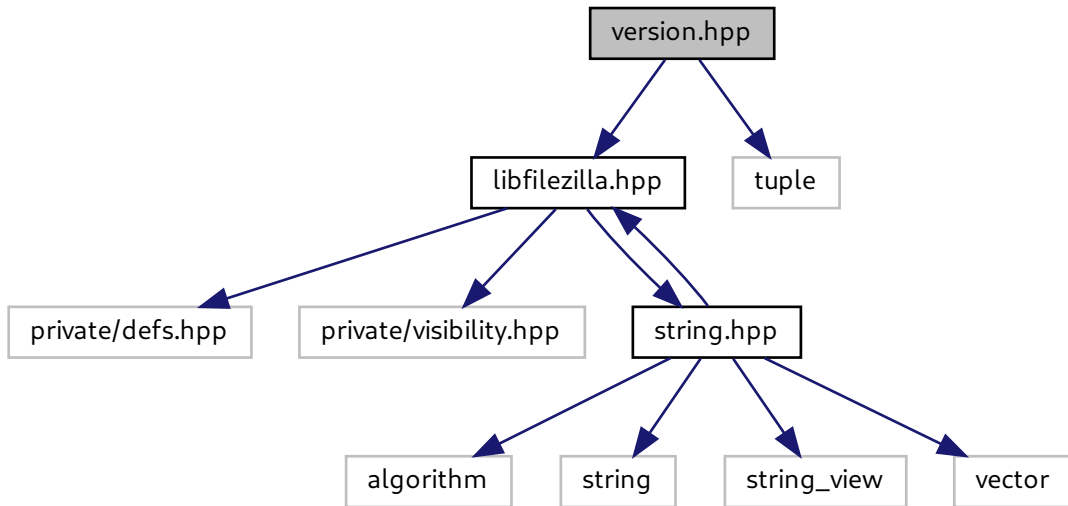 version.hpp
libfilezilla.hpp
tuple
private/defs.hpp
private/visibility.hpp
string.hpp
algorithm
string
string_view
vector